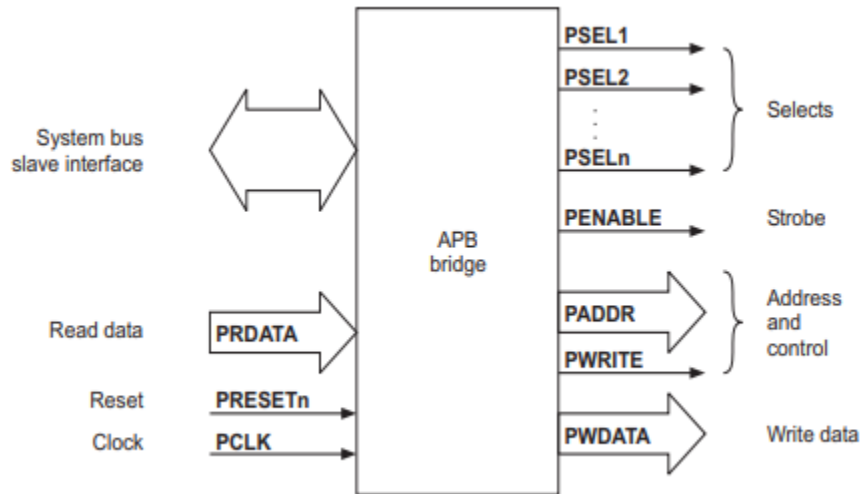 System bus
slave interface
Read data
PRDATA
Reset
PRESETn
Clock
PCLK
APB
bridge
PSEL1
PSEL2
PSELn
Selects
PENABLE
Strobe
PADDR
PWRITE
Address
and
control
PWDATA
Write data